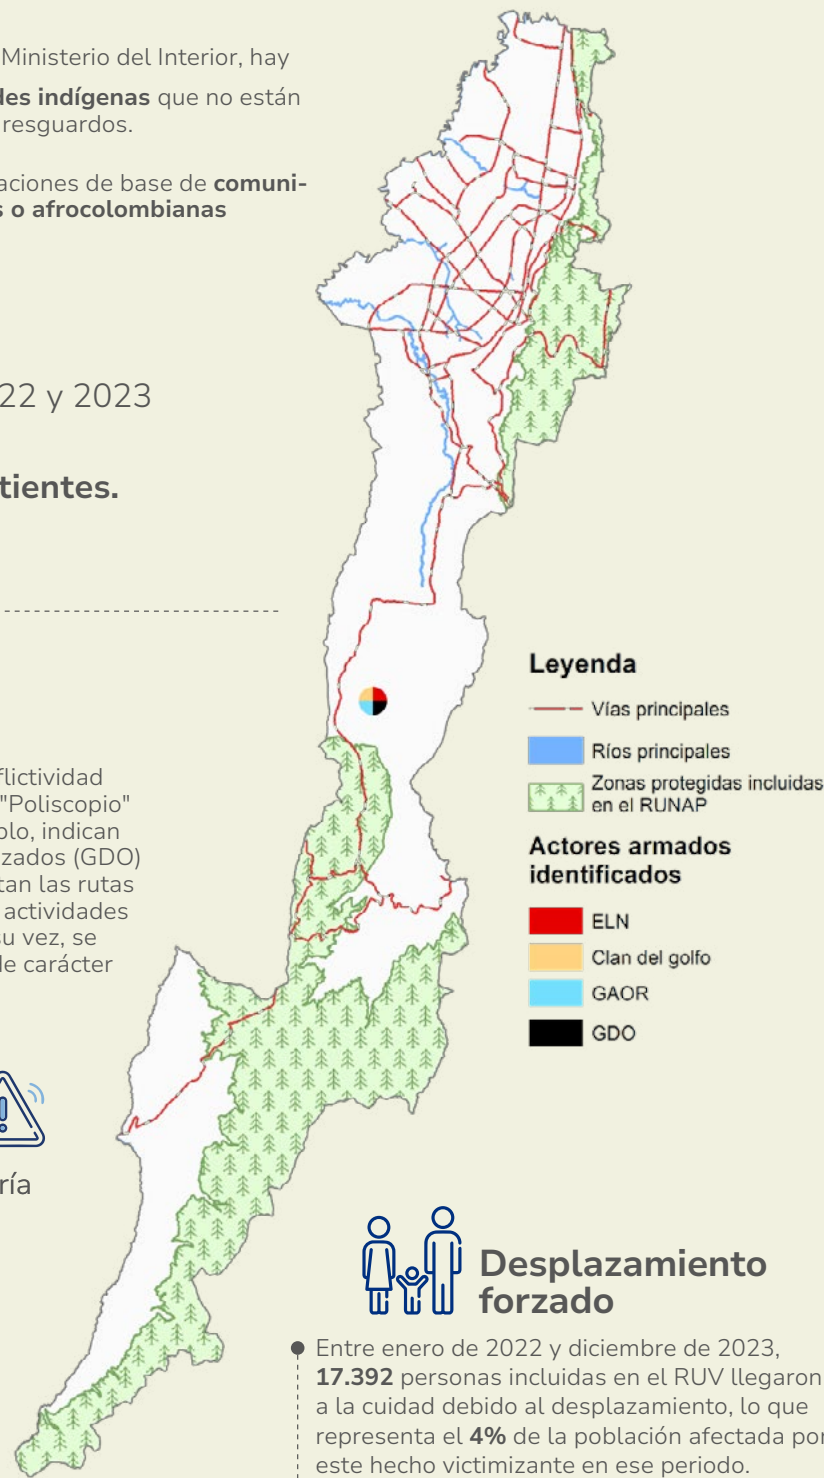 Ministerio del Interior, hay
des indígenas que no están
resguardos.
aciones de base de comuni-
s o afrocolombianas
22 y 2023
tientes.
flictividad
"Poliscopio"
olo, indican
izados (GDO)
tan las rutas
actividades
su vez, se
de carácter
ría
Leyenda
Vías principales
Ríos principales
Zonas protegidas incluidas
en el RUNAP
Actores armados
identificados
ELN
Clan del golfo
GAOR
GDO
Desplazamiento
forzado
Entre enero de 2022 y diciembre de 2023,
17.392 personas incluidas en el RUV llegaron
a la cuidad debido al desplazamiento, lo que
representa el 4% de la población afectada por
este hecho victimizante en ese periodo.